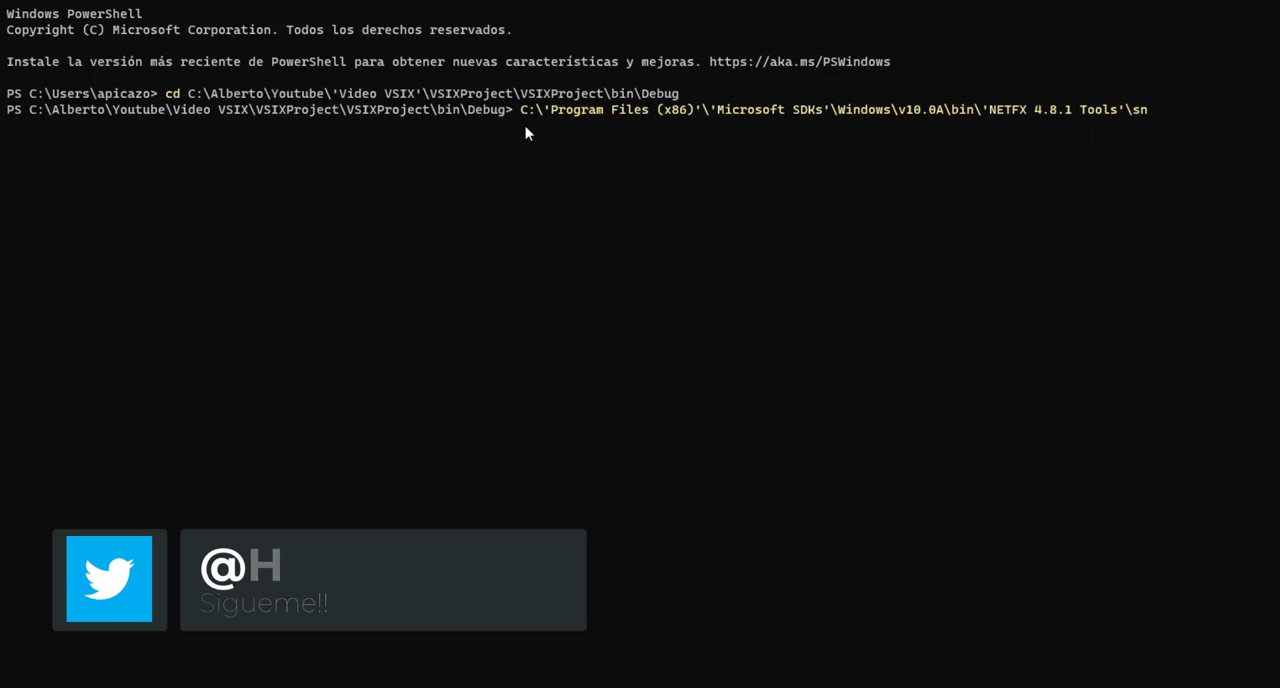 Windows PowerShell
Copyright (C) Microsoft Corporation. Todos los derechos reservados.
Instale la versión más reciente de PowerShell para obtener nuevas características y mejoras. https://aka.ms/PSWindows
PS C:\Users\apicazo> cd C:\Alberto\Youtube\'Video VSIX'\VSIXProject\VSIXProject\bin\Debug
PS C:\Alberto\Youtube\Video VSIX\VSIXProject\VSIXProject\bin\Debug> C:\'Program Files (x86)'\'Microsoft SDKs'\Windows\v10.0A\bin\'NETFX 4.8.1 Tools'\sn
@H
Sigueme!!